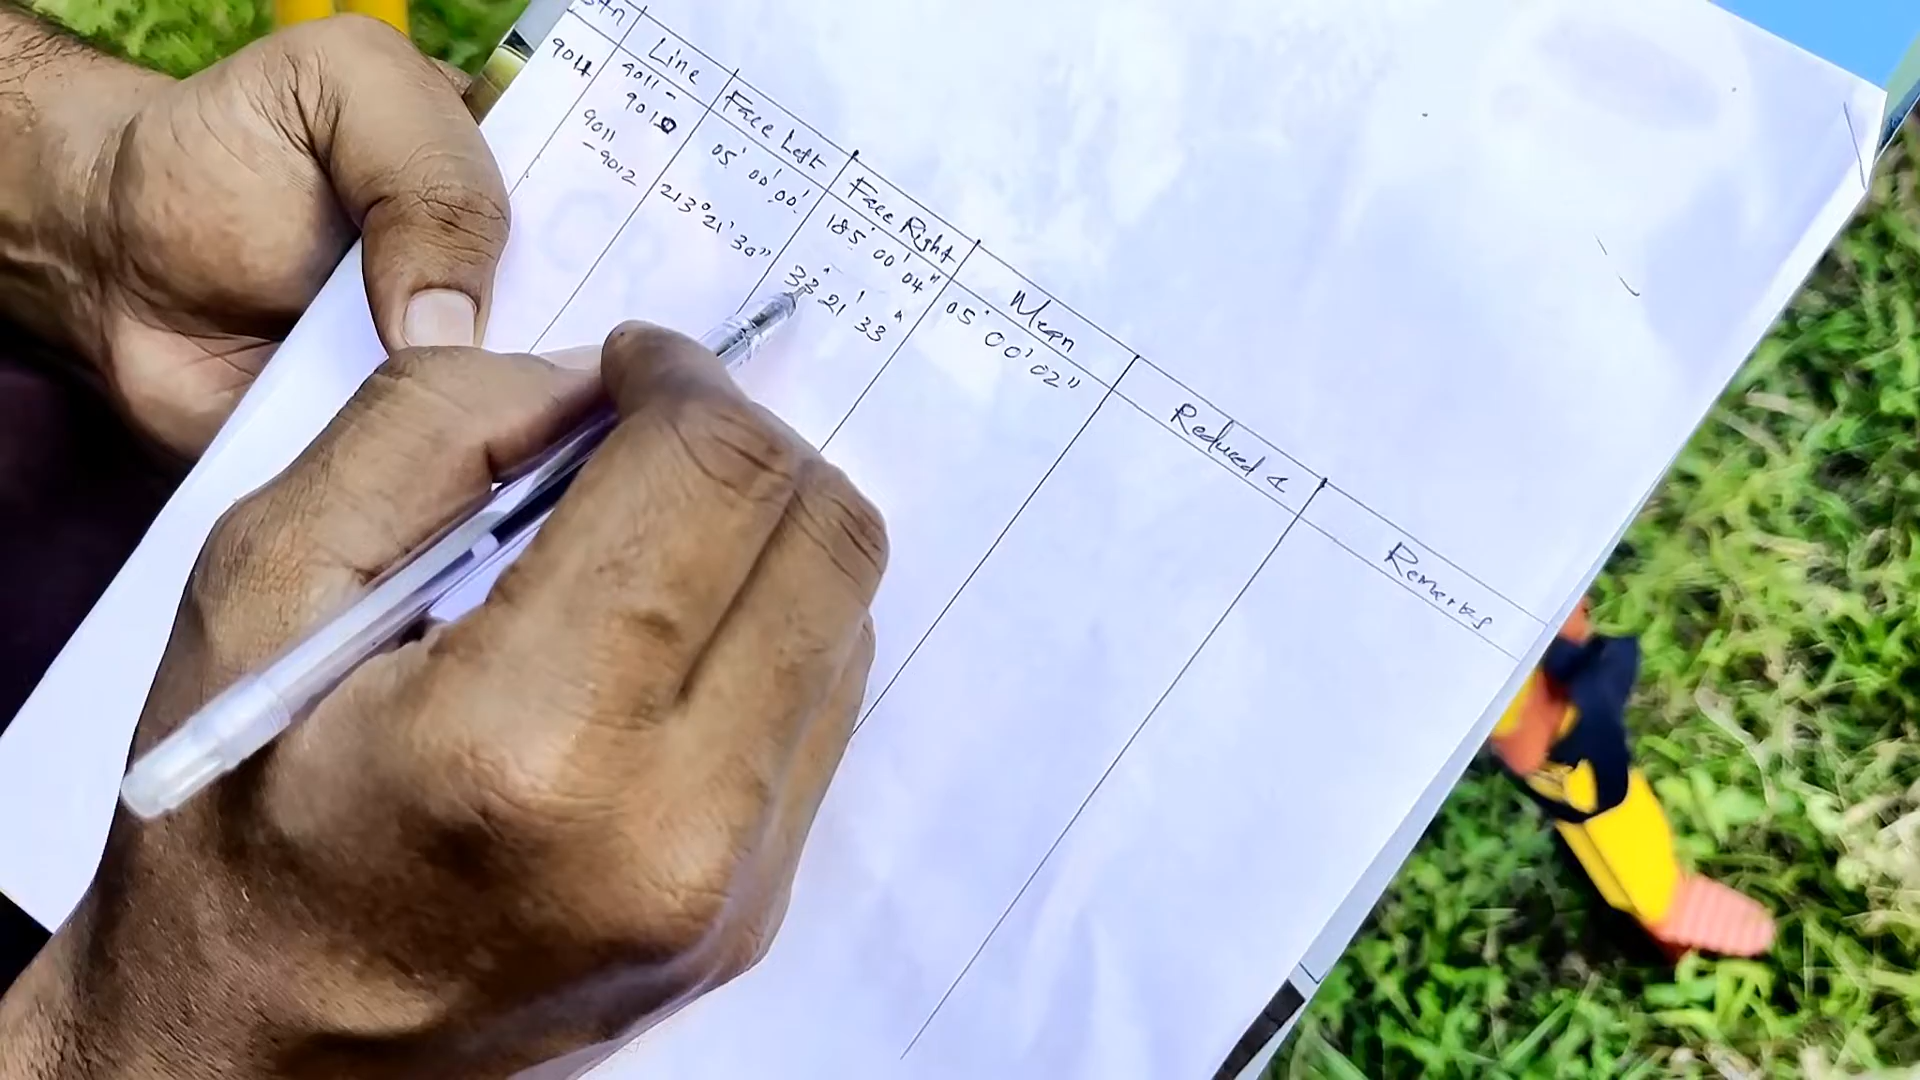 Stn Line Face Left Face Right Mean Reduced ∠ Remarks
9011 9011 - 05° 00' 00" 185° 00' 04" 05° 00' 02"
9010
9011 213° 21' 30" 33° 21' 33"
- 9012